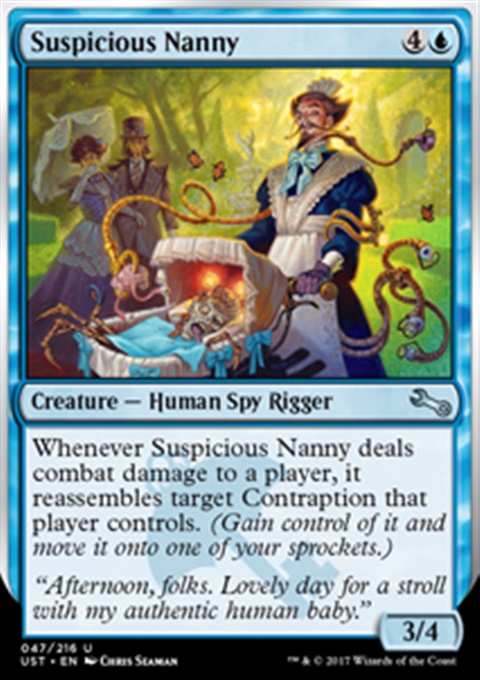 Suspicious Nanny 4
Creature — Human Spy Rigger
Whenever Suspicious Nanny deals
combat damage to a player, it
reassembles target Contraption that
player controls. (Gain control of it and
move it onto one of your sprockets.)
“Afternoon, folks. Lovely day for a stroll
with my authentic human baby.”
3/4
047/216 U
UST • EN Chris Seaman
™ & © 2017 Wizards of the Coast